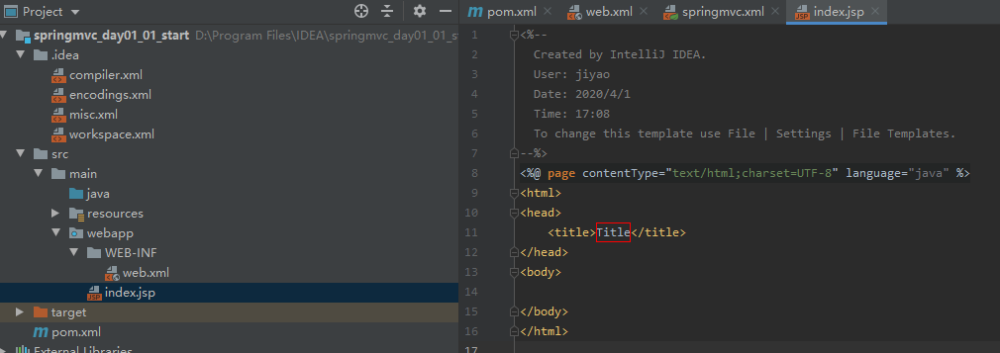 Project
springmvc_day01_01_start D:\Program Files\IDEA\springmvc_day01_01_st
.idea
compiler.xml
encodings.xml
misc.xml
workspace.xml
src
main
java
resources
webapp
WEB-INF
web.xml
index.jsp
target
pom.xml
External Libraries
pom.xml web.xml springmvc.xml index.jsp
1 <%--
2 Created by IntelliJ IDEA.
3 User: jiyao
4 Date: 2020/4/1
5 Time: 17:08
6 To change this template use File | Settings | File Templates.
7 --%>
8 <%@ page contentType="text/html;charset=UTF-8" language="java" %>
9 <html>
10 <head>
11 <title>Title</title>
12 </head>
13 <body>
14
15 </body>
16 </html>
17